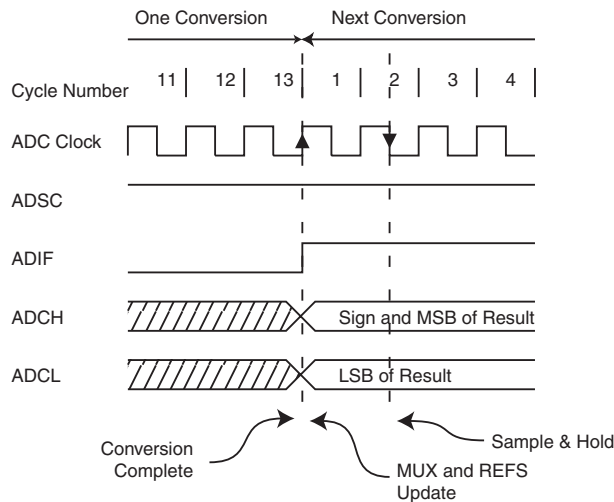 One Conversion
Next Conversion
Cycle Number
11
12
13
1
2
3
4
ADC Clock
ADSC
ADIF
ADCH
Sign and MSB of Result
ADCL
LSB of Result
Conversion
Complete
MUX and REFS
Update
Sample & Hold